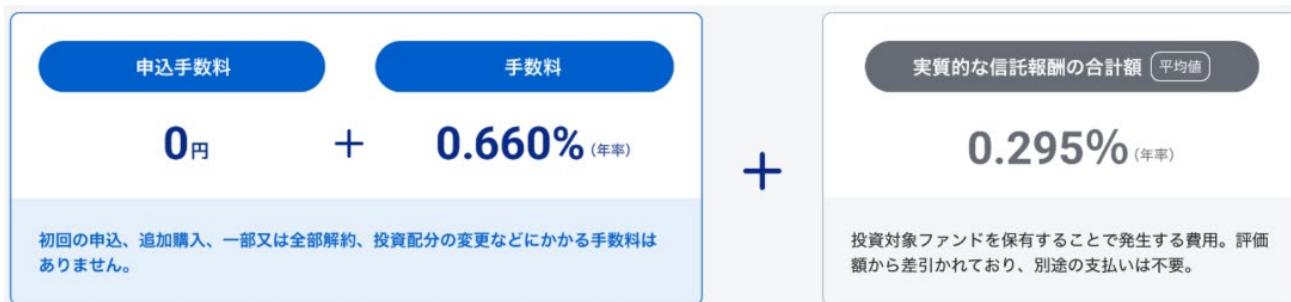 申込手数料
手数料
0円
+
0.660%(年率)
初回の申込、追加購入、一部又は全部解約、投資配分の変更などにかかる手数料は
ありません。
+
実質的な信託報酬の合計額 平均値
0.295%(年率)
投資対象ファンドを保有することで発生する費用。評価
額から差引かれており、別途の支払いは不要。